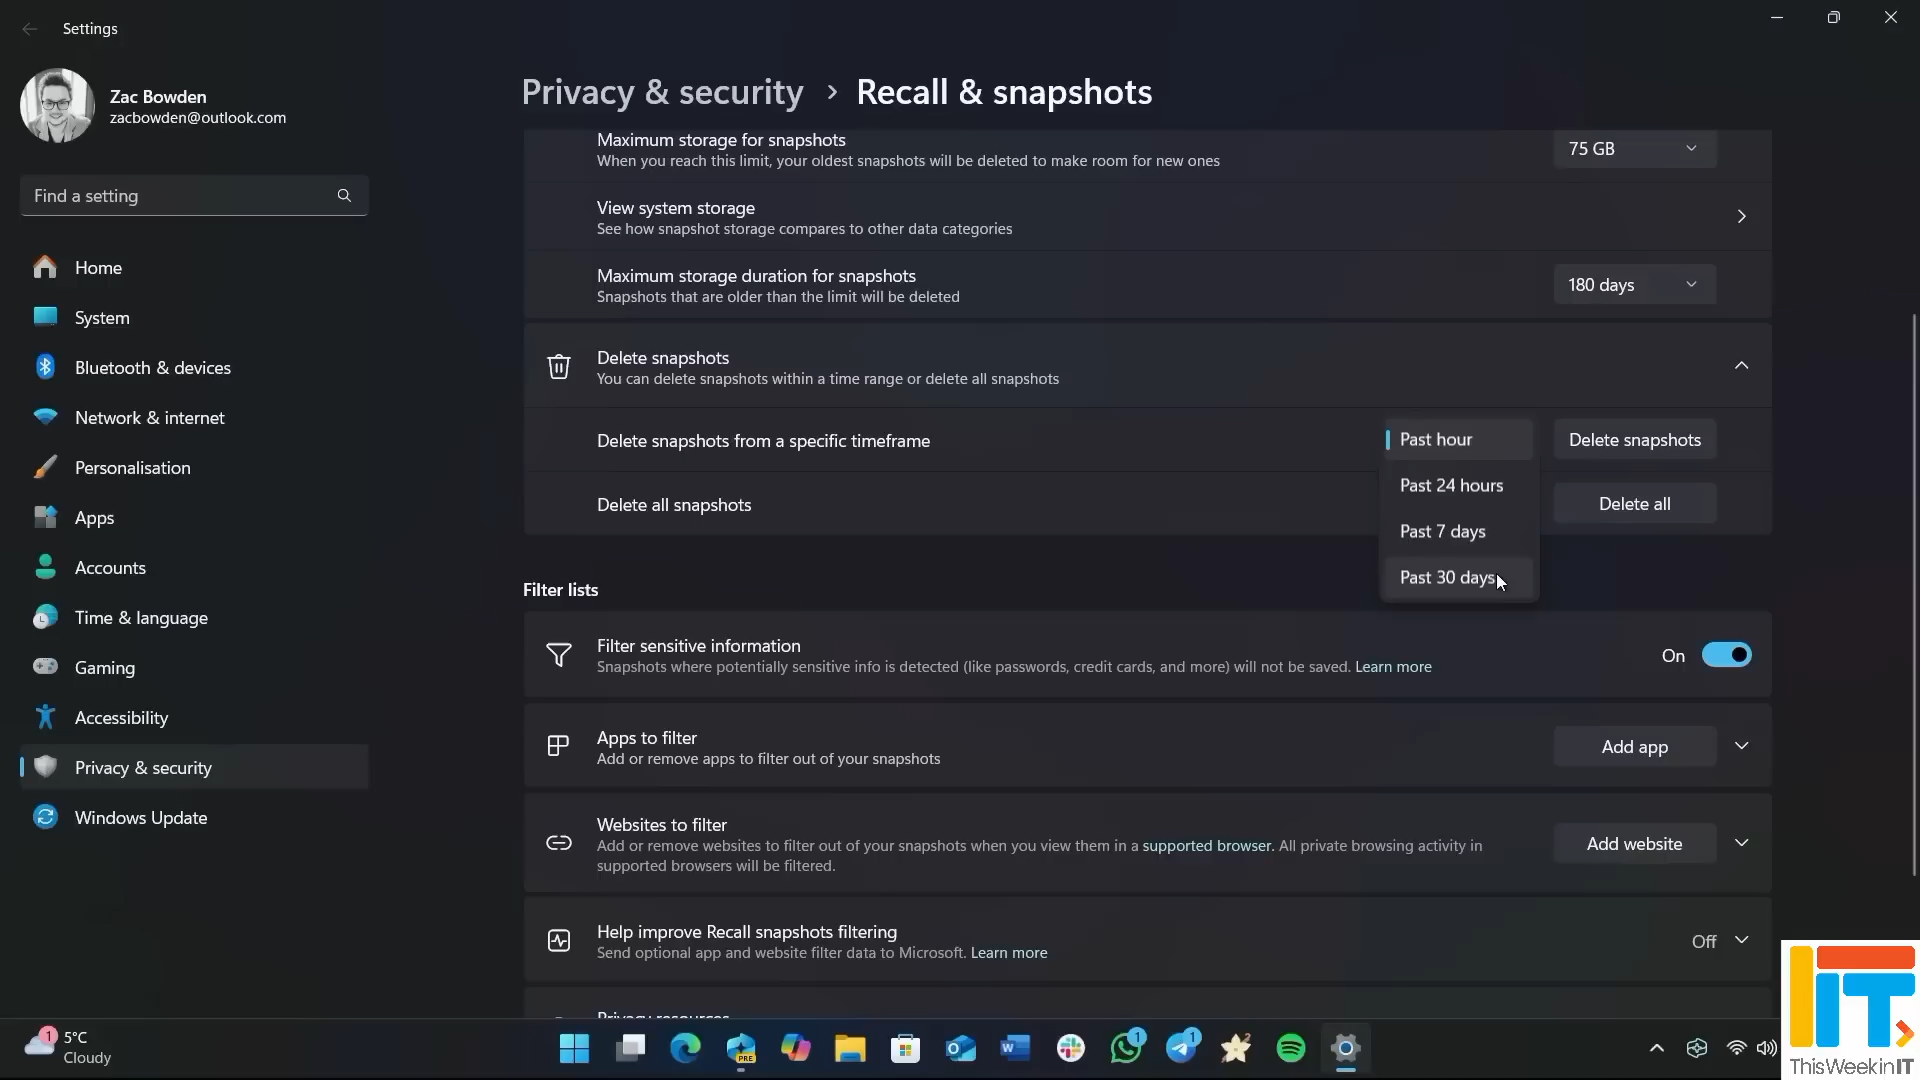 Settings
Zac Bowden
zacbowden@outlook.com
Find a setting
Home
System
Bluetooth & devices
Network & internet
Personalisation
Apps
Accounts
Time & language
Gaming
Accessibility
Privacy & security
Windows Update
Privacy & security > Recall & snapshots
Maximum storage for snapshots
When you reach this limit, your oldest snapshots will be deleted to make room for new ones
75 GB
View system storage
See how snapshot storage compares to other data categories
Maximum storage duration for snapshots
Snapshots that are older than the limit will be deleted
180 days
Delete snapshots
You can delete snapshots within a time range or delete all snapshots
Delete snapshots from a specific timeframe
Past hour
Past 24 hours
Past 7 days
Past 30 days
Delete snapshots
Delete all snapshots
Delete all
Filter lists
Filter sensitive information
Snapshots where potentially sensitive info is detected (like passwords, credit cards, and more) will not be saved. Learn more
On
Apps to filter
Add or remove apps to filter out of your snapshots
Add app
Websites to filter
Add or remove websites to filter out of your snapshots when you view them in a supported browser. All private browsing activity in
supported browsers will be filtered.
Add website
Help improve Recall snapshots filtering
Send optional app and website filter data to Microsoft. Learn more
Off
Privacy resources
1
5°C
Cloudy
PRE
1
1
IIT
ThisWeekinIT